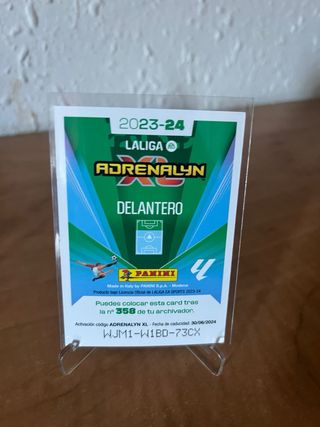 2023-24
LALIGA
ADRENALYN
XL
DELANTERO
PANINI
Made in Italy by PANINI S.p.A. - Modena
Producto bajo Licencia Oficial de LALIGA EA SPORTS 2023-24
Puedes colocar esta card tras
la nº 358 de tu archivador.
Activación código ADRENALYN XL - Fecha de caducidad: 30/06/2024
WJM1-W1BD-73CX